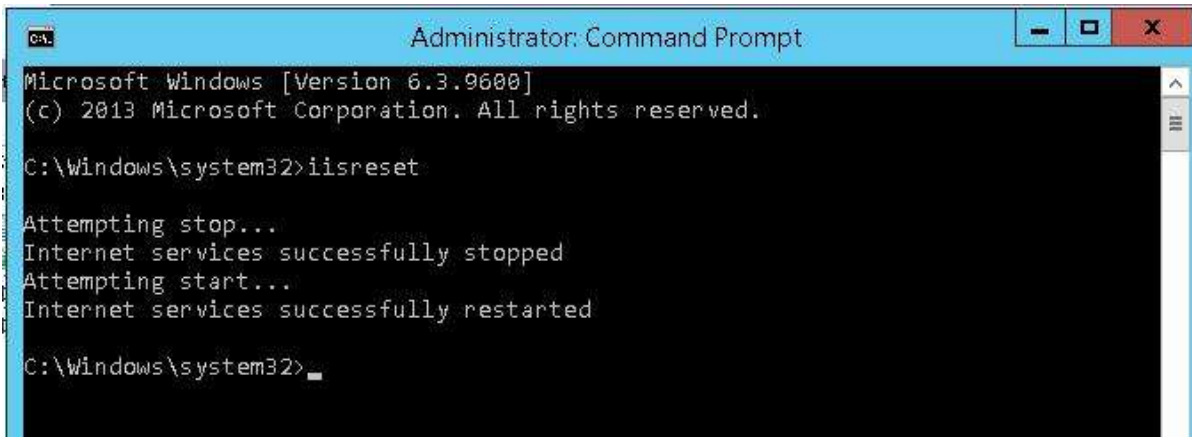 Administrator: Command Prompt
Microsoft Windows [Version 6.3.9600]
(c) 2013 Microsoft Corporation. All rights reserved.
C:\Windows\system32>iisreset
Attempting stop...
Internet services successfully stopped
Attempting start...
Internet services successfully restarted
C:\Windows\system32>_